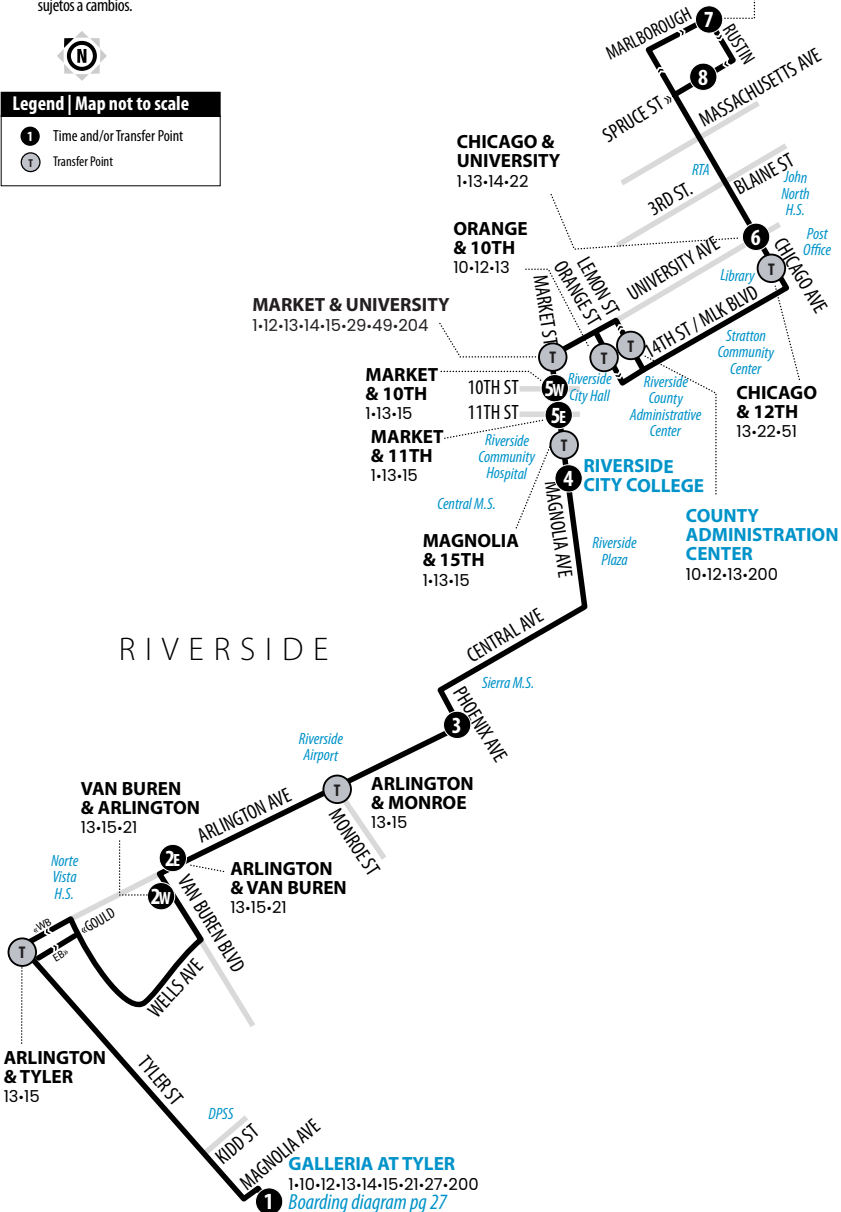 sujetos a cambios.
N
Legend | Map not to scale
1 Time and/or Transfer Point
T Transfer Point
MARLBOROUGH
7
RUSTIN
8
SPRUCE ST »
MASSACHUSETTS AVE
CHICAGO &
UNIVERSITY
1•13•14•22
RTA
3RD ST.
BLAINE ST
John
North
H.S.
6
Post
Office
ORANGE
& 10TH
10•12•13
LEMON ST
ORANGE ST
UNIVERSITY AVE
Library
T
CHICAGO AVE
MARKET & UNIVERSITY
1•12•13•14•15•29•49•204
MARKET ST
T
T
T
14TH ST / MLK BLVD
Stratton
Community
Center
MARKET
& 10TH
1•13•15
10TH ST
5W
Riverside
City Hall
Riverside
County
Administrative
Center
CHICAGO
& 12TH
13•22•51
11TH ST
5E
MARKET
& 11TH
1•13•15
Riverside
Community
Hospital
T
4
RIVERSIDE
CITY COLLEGE
Central M.S.
MAGNOLIA AVE
MAGNOLIA
& 15TH
1•13•15
Riverside
Plaza
COUNTY
ADMINISTRATION
CENTER
10•12•13•200
RIVERSIDE
CENTRAL AVE
Sierra M.S.
PHOENIX AVE
3
Riverside
Airport
T
ARLINGTON
& MONROE
13•15
VAN BUREN
& ARLINGTON
13•15•21
ARLINGTON AVE
MONROE ST
2E
ARLINGTON
& VAN BUREN
13•15•21
Norte
Vista
H.S.
2W
VAN BUREN BLVD
«WB
«GOULD
EB»
T
WELLS AVE
ARLINGTON
& TYLER
13•15
TYLER ST
DPSS
KIDD ST
MAGNOLIA AVE
GALLERIA AT TYLER
1•10•12•13•14•15•21•27•200
1
Boarding diagram pg 27